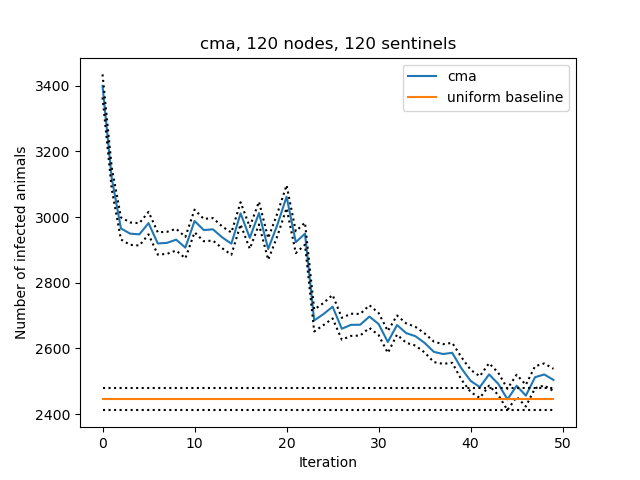 cma, 120 nodes, 120 sentinels
cma
uniform baseline
Number of infected animals
3400
3200
3000
2800
2600
2400
0
10
20
30
40
50
Iteration